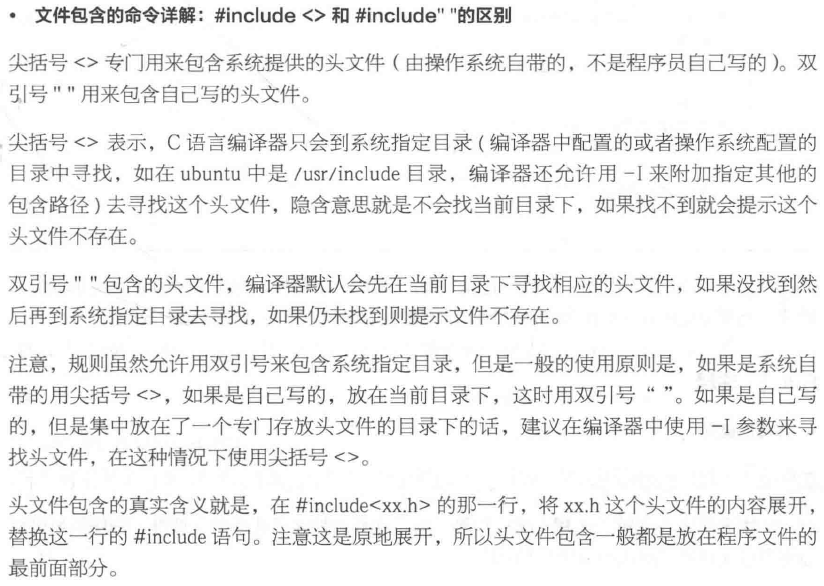 • 文件包含的命令详解：#include <> 和 #include" "的区别
尖括号 <> 专门用来包含系统提供的头文件（由操作系统自带的，不是程序员自己写的）。双
引号 " " 用来包含自己写的头文件。
尖括号 <> 表示，C 语言编译器只会到系统指定目录（编译器中配置的或者操作系统配置的
目录中寻找，如在 ubuntu 中是 /usr/include 目录，编译器还允许用 -I 来附加指定其他的
包含路径）去寻找这个头文件，隐含意思就是不会找当前目录下，如果找不到就会提示这个
头文件不存在。
双引号 " " 包含的头文件，编译器默认会先在当前目录下寻找相应的头文件，如果没找到然
后再到系统指定目录去寻找，如果仍未找到则提示文件不存在。
注意，规则虽然允许用双引号来包含系统指定目录，但是一般的使用原则是，如果是系统自
带的用尖括号 <>，如果是自己写的，放在当前目录下，这时用双引号 “ ”。如果是自己写
的，但是集中放在了一个专门存放头文件的目录下的话，建议在编译器中使用 -I 参数来寻
找头文件，在这种情况下使用尖括号 <>。
头文件包含的真实含义就是，在 #include<xx.h> 的那一行，将 xx.h 这个头文件的内容展开，
替换这一行的 #include 语句。注意这是原地展开，所以头文件包含一般都是放在程序文件的
最前面部分。